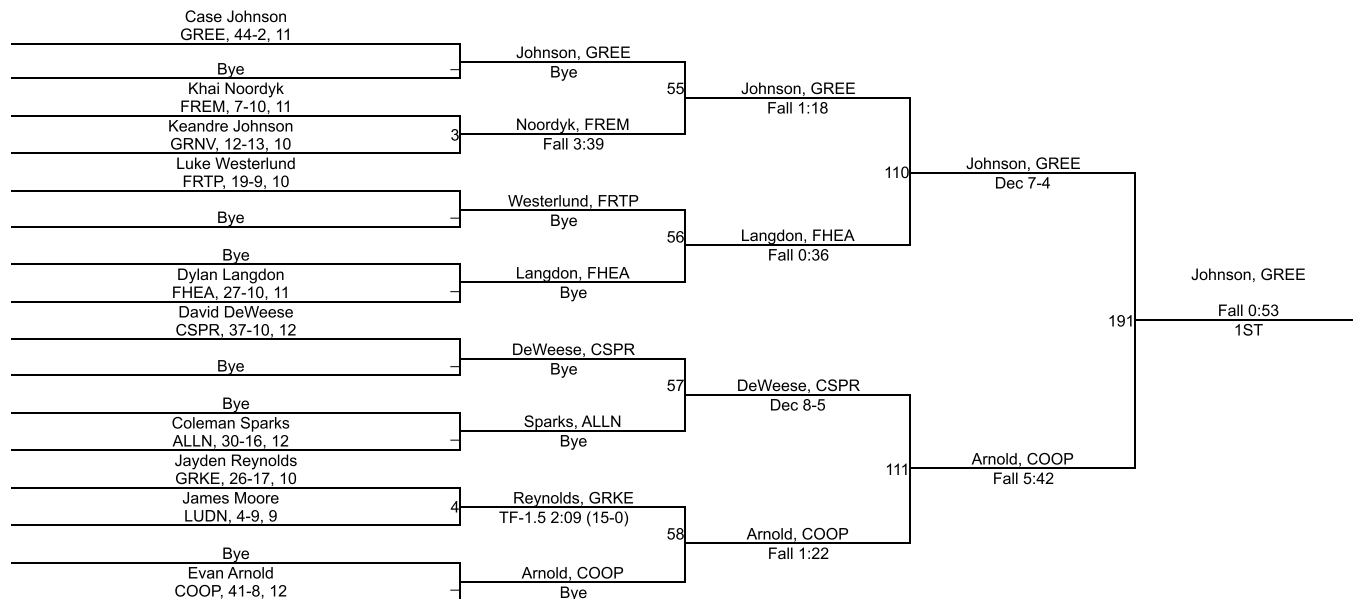 Case Johnson
GREE, 44-2, 11
Bye
Khai Noordyk
FREM, 7-10, 11
Keandre Johnson
GRNV, 12-13, 10
Luke Westerlund
FRTP, 19-9, 10
Bye
Bye
Dylan Langdon
FHEA, 27-10, 11
David DeWeese
CSPR, 37-10, 12
Bye
Bye
Coleman Sparks
ALLN, 30-16, 12
Jayden Reynolds
GRKE, 26-17, 10
James Moore
LUDN, 4-9, 9
Bye
Evan Arnold
COOP, 41-8, 12
3
4
Johnson, GREE
Bye
Noordyk, FREM
Fall 3:39
Westerlund, FRTP
Bye
Langdon, FHEA
Bye
DeWeese, CSPR
Bye
Sparks, ALLN
Bye
Reynolds, GRKE
TF-1.5 2:09 (15-0)
Arnold, COOP
Bye
55
56
57
58
Johnson, GREE
Fall 1:18
Langdon, FHEA
Fall 0:36
DeWeese, CSPR
Dec 8-5
Arnold, COOP
Fall 1:22
110
111
Johnson, GREE
Dec 7-4
Arnold, COOP
Fall 5:42
191
Johnson, GREE
Fall 0:53
1ST